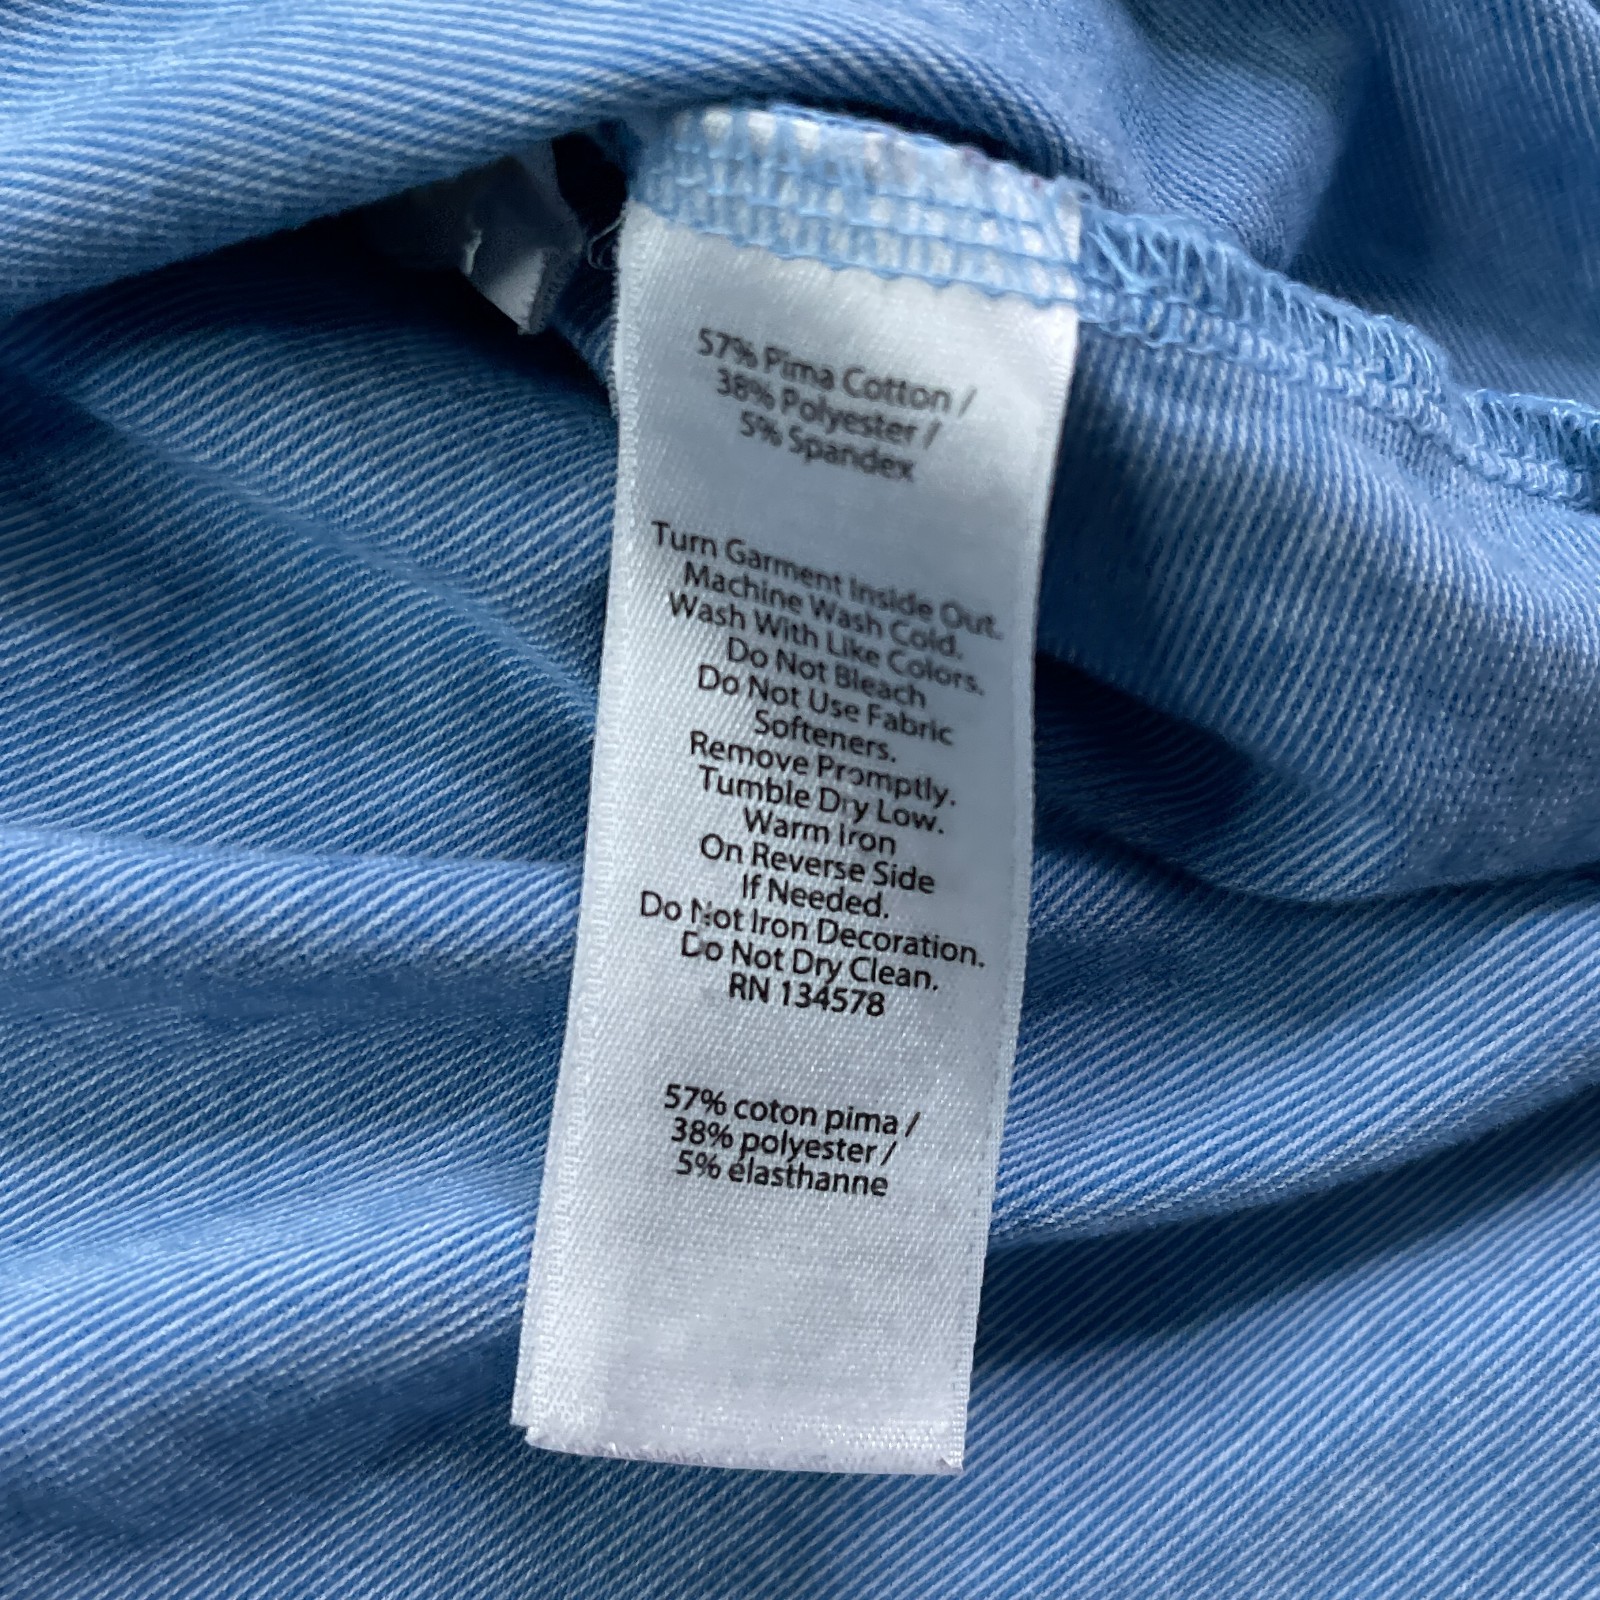 57% Pima Cotton /
38% Polyester /
5% Spandex
Turn Garment Inside Out.
Machine Wash Cold.
Wash With Like Colors.
Do Not Bleach
Do Not Use Fabric
Softeners.
Remove Promptly.
Tumble Dry Low.
Warm Iron
On Reverse Side
If Needed.
Do Not Iron Decoration.
Do Not Dry Clean.
RN 134578
57% coton pima /
38% polyester /
5% élasthanne